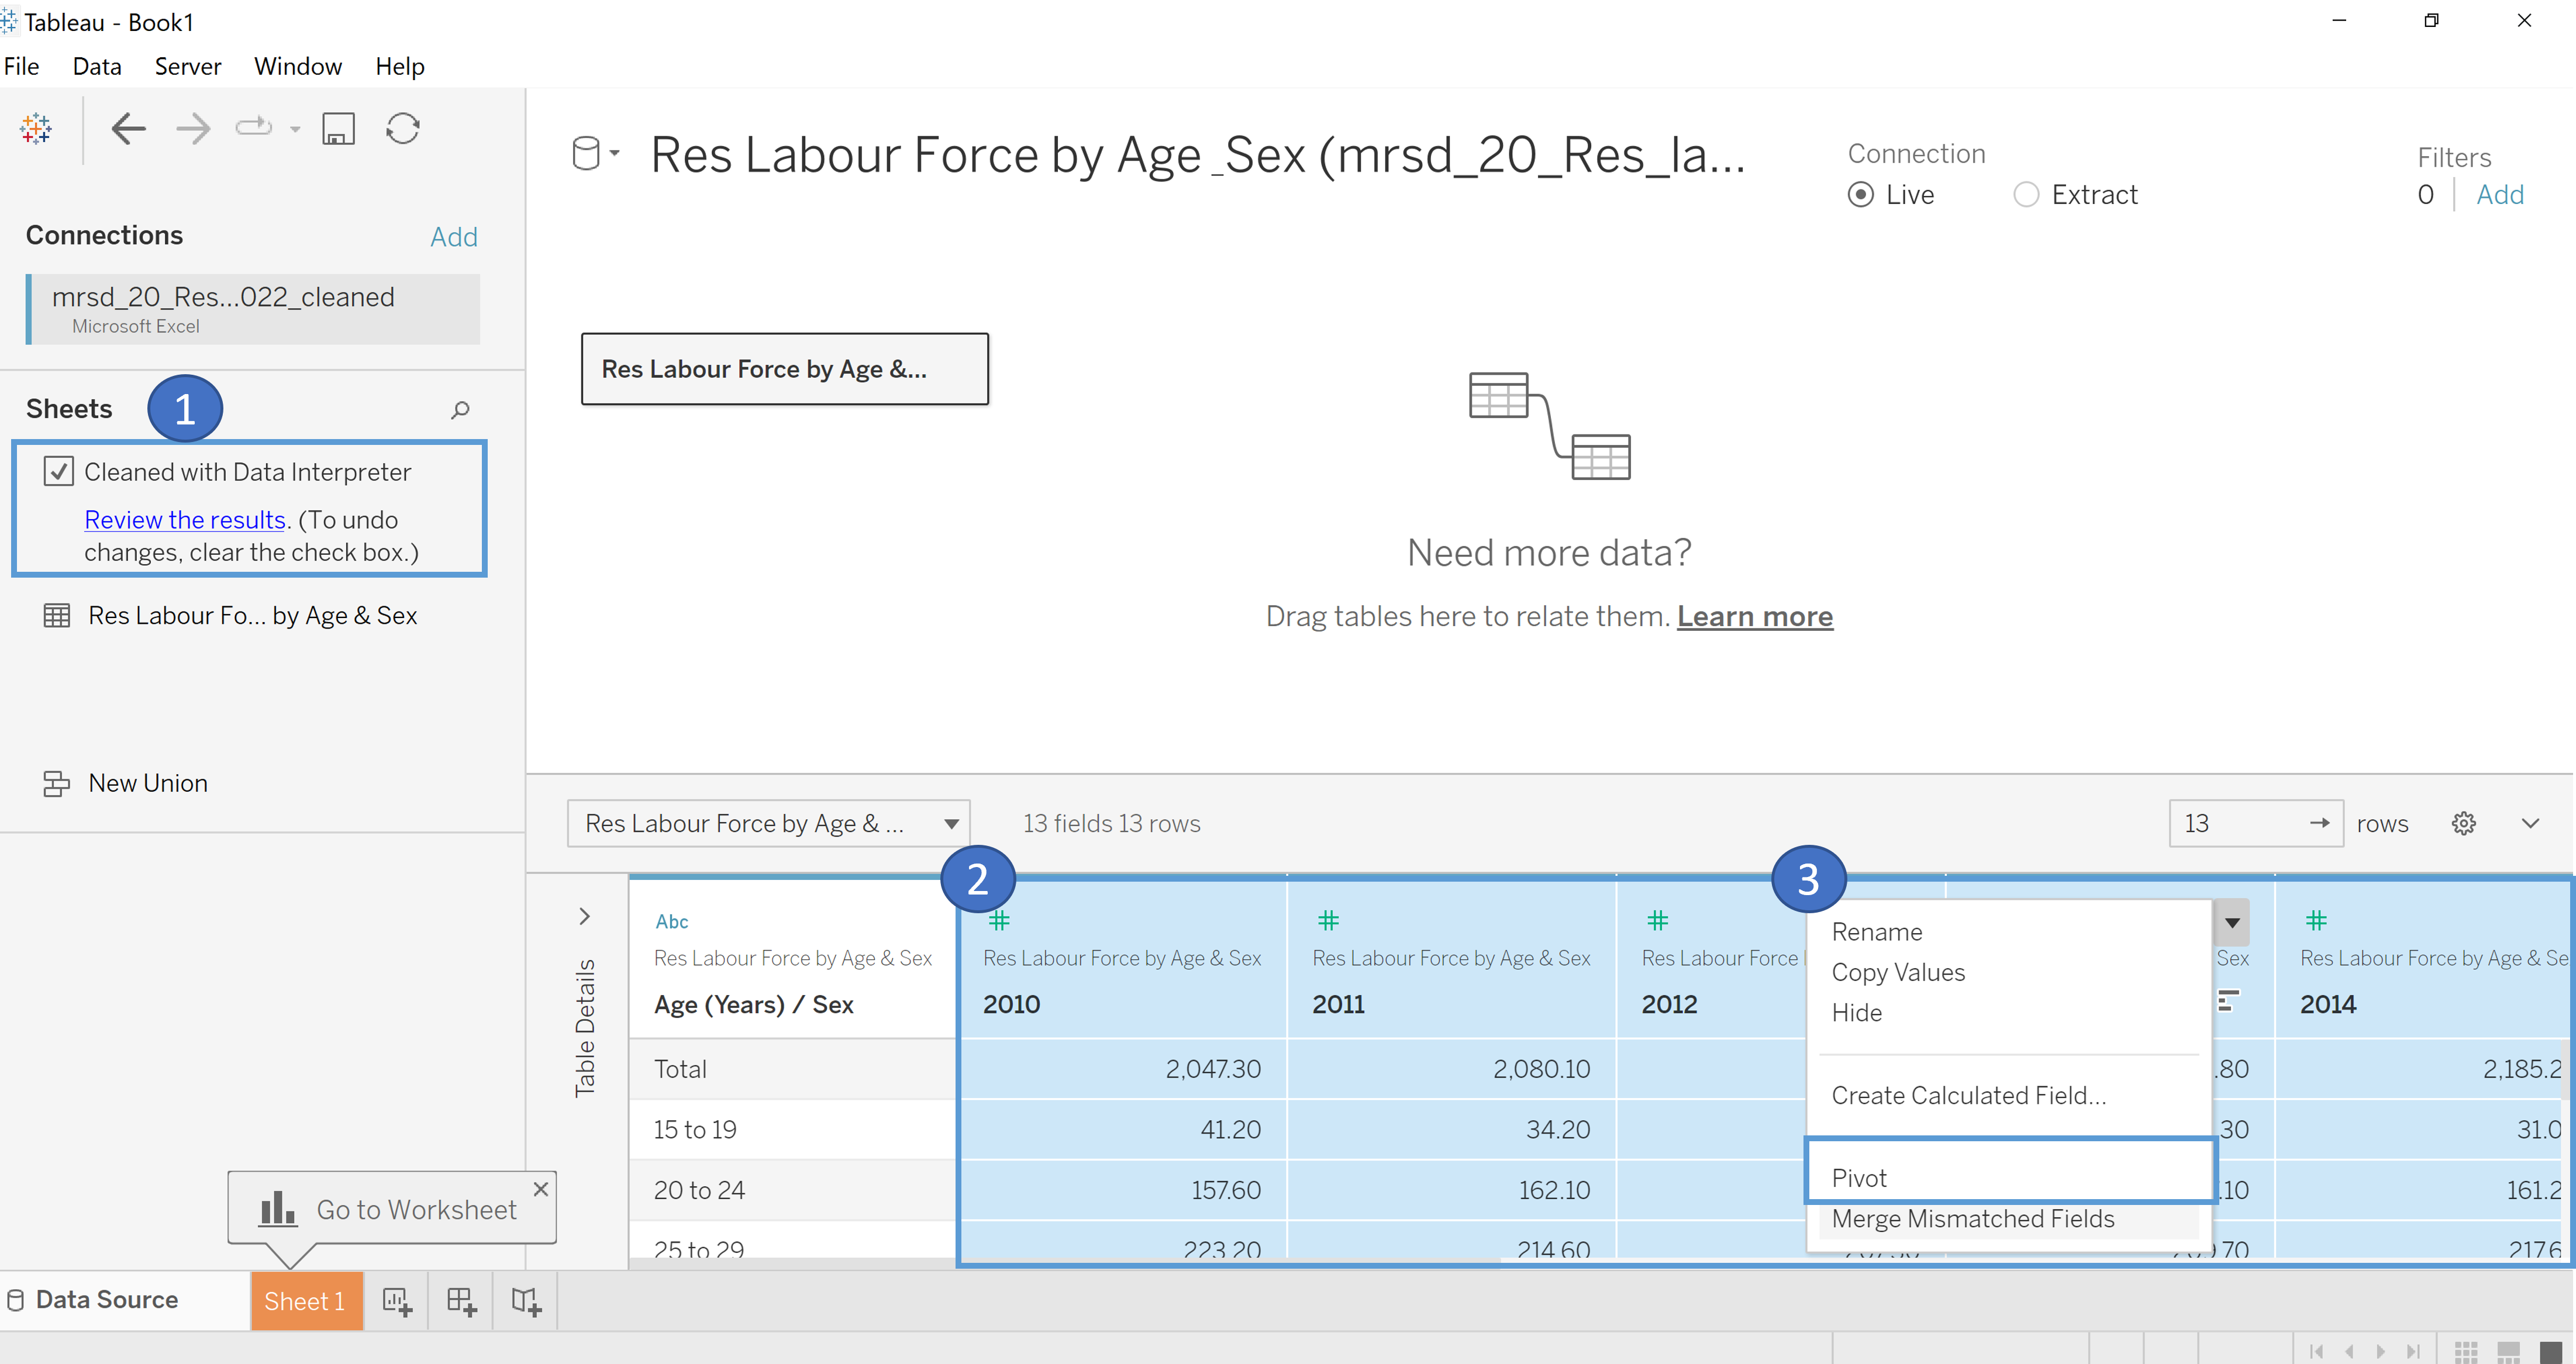 Tableau - Book1
File Data Server Window Help
Res Labour Force by Age _Sex (mrsd_20_Res_la...
Connection
Live Extract
Filters
0 Add
Connections Add
mrsd_20_Res...022_cleaned
Microsoft Excel
Sheets 1
Cleaned with Data Interpreter
Review the results. (To undo
changes, clear the check box.)
Res Labour Fo... by Age & Sex
New Union
Res Labour Force by Age &...
Need more data?
Drag tables here to relate them. Learn more
Res Labour Force by Age & ... 13 fields 13 rows 13 rows
2 3
Table Details
Abc # # # #
Res Labour Force by Age & Sex Res Labour Force by Age & Sex Res Labour Force by Age & Sex Res Labour Force Sex Res Labour Force by Age & Se
Age (Years) / Sex 2010 2011 2012 2014
Total 2,047.30 2,080.10 .80 2,185.2
15 to 19 41.20 34.20 30 31.0
20 to 24 157.60 162.10 .10 161.2
25 to 29 223.20 214.60 70 217.6
Rename
Copy Values
Hide
Create Calculated Field...
Pivot
Merge Mismatched Fields
Go to Worksheet
Data Source Sheet 1